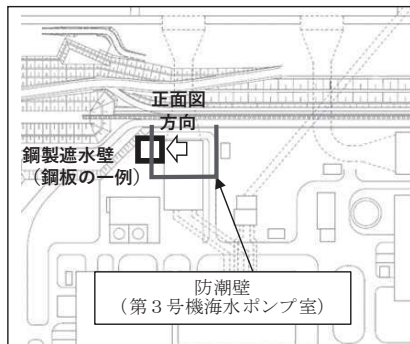 正面図
方向
鋼製遮水壁
（鋼板の一例）
防潮壁
（第３号機海水ポンプ室）